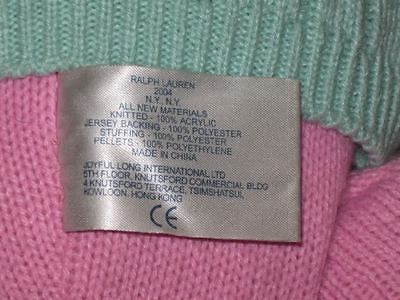 RALPH LAUREN
2004
N.Y. N.Y
ALL NEW MATERIALS
KNITTED - 100% ACRYLIC
JERSEY BACKING - 100% POLYESTER
STUFFING - 100% POLYESTER
PELLETS - 100% POLYETHYLENE
MADE IN CHINA
JOYFUL LONG INTERNATIONAL LTD
5TH FLOOR, KNUTSFORD COMMERCIAL BLDG
4 KNUTSFORD TERRACE, TSIMSHATSUI,
KOWLOON, HONG KONG
CE